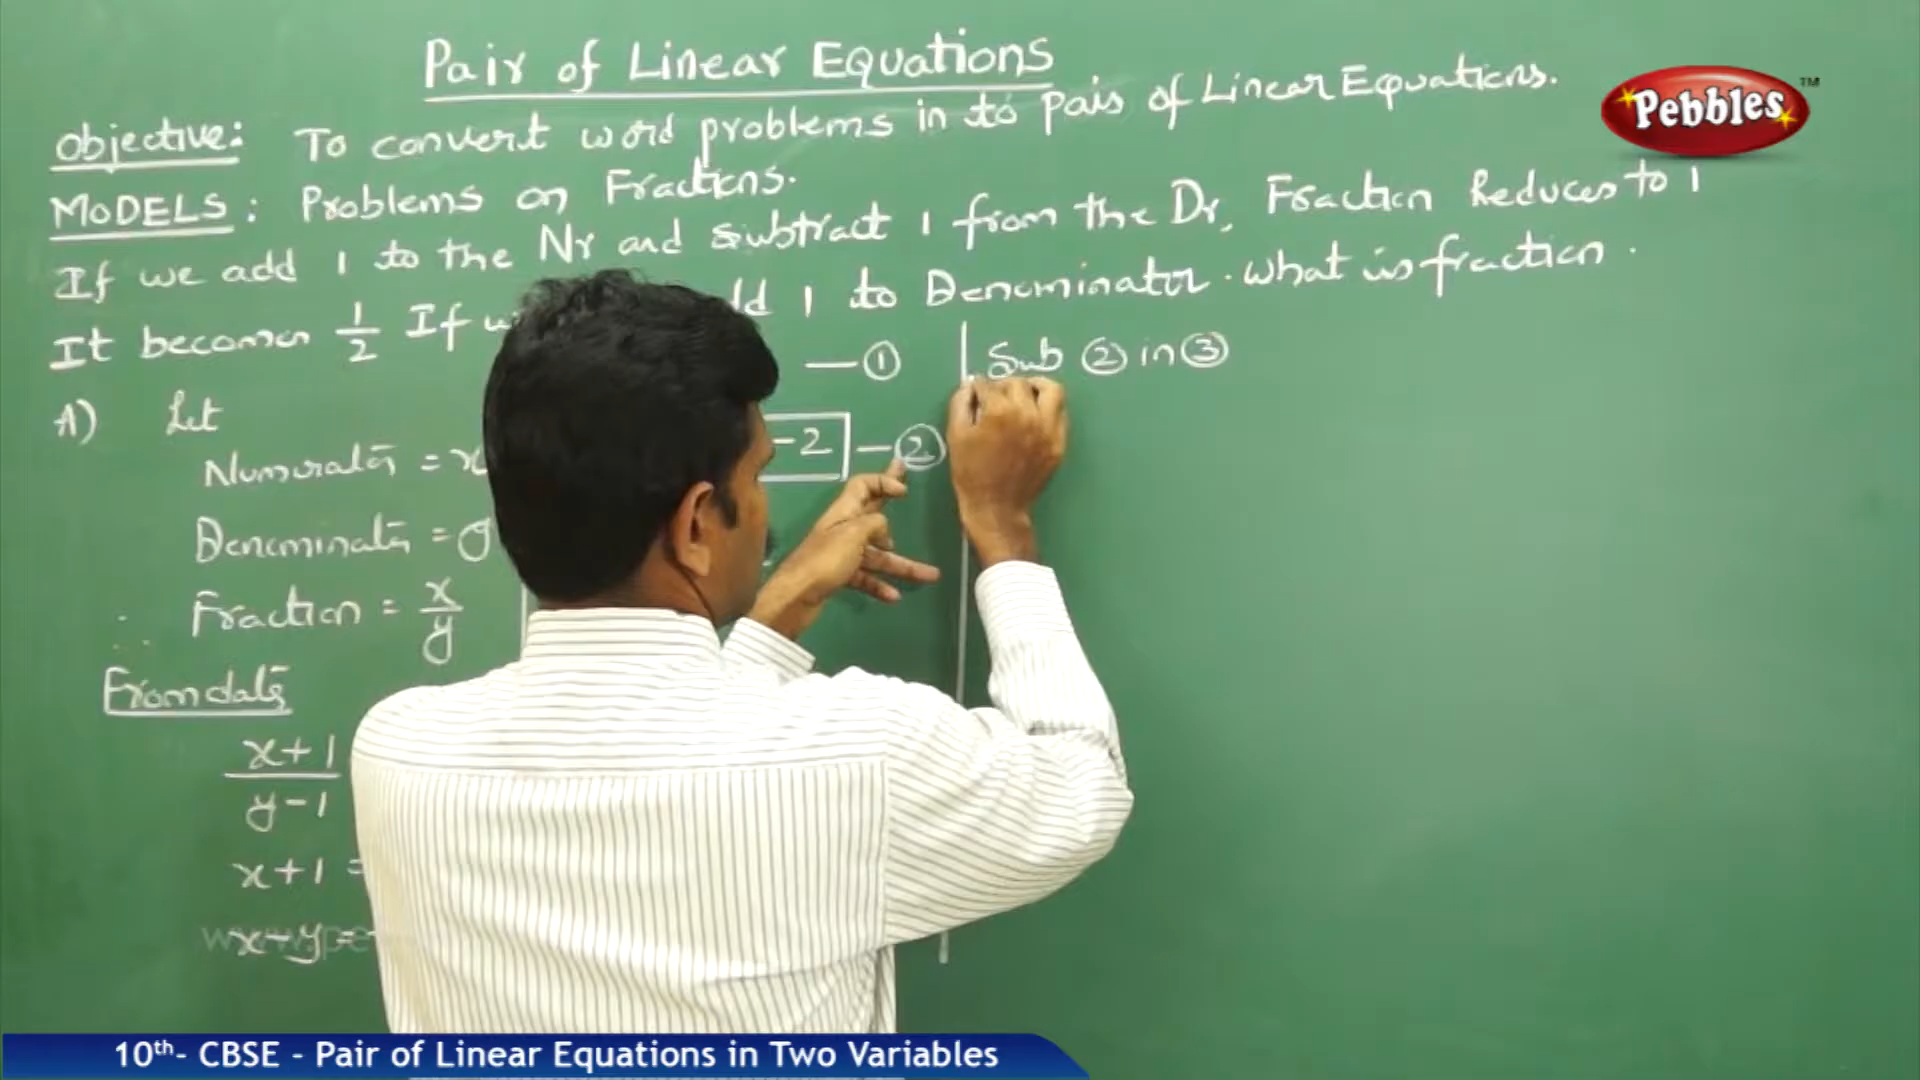 Pair of Linear Equations
Objective: To convert word problems in to pair of Linear Equations.
MODELS: Problems on Fractions.
If we add 1 to the Nr and subtract 1 from the Dr, Fraction Reduces to 1
It becomes 1/2 If add 1 to Denominator. what is fraction.
A) Let
Numerator = x
Denominator = y
∴ Fraction = x/y
From data
x+1
y-1
x+1 =
x-y = -
— ①
-2 — ②
Sub ② in ③
Pebbles ™
10th- CBSE - Pair of Linear Equations in Two Variables